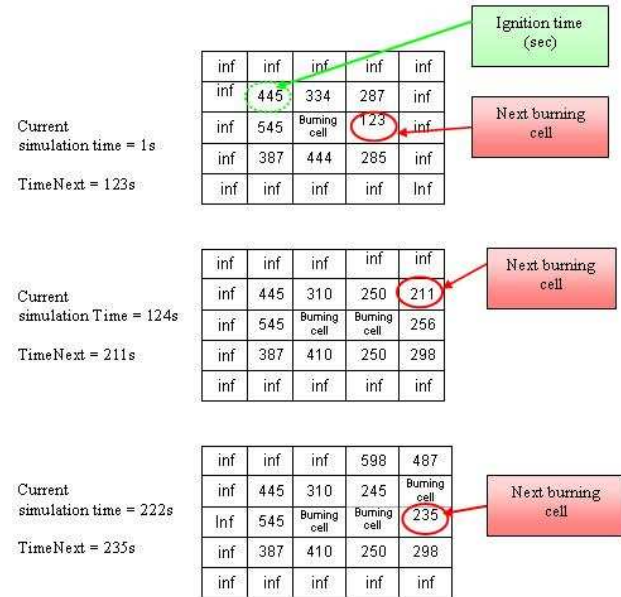 Ignition time
(sec)
inf inf inf inf inf
inf 445 334 287 inf
Current
simulation time = 1s
inf 545 Burning cell 123 inf
Next burning
cell
inf 387 444 285 inf
TimeNext = 123s
inf inf inf inf Inf
inf inf inf inf inf
Next burning
cell
inf 445 310 250 211
Current
simulation Time = 124s
inf 545 Burning cell Burning cell 256
TimeNext = 211s
inf 387 410 250 298
inf inf inf inf inf
inf inf inf 598 487
inf 445 310 245 Burning cell
Current
simulation time = 222s
Inf 545 Burning cell Burning cell 235
Next burning
cell
TimeNext = 235s
inf 387 410 250 298
inf inf inf inf inf